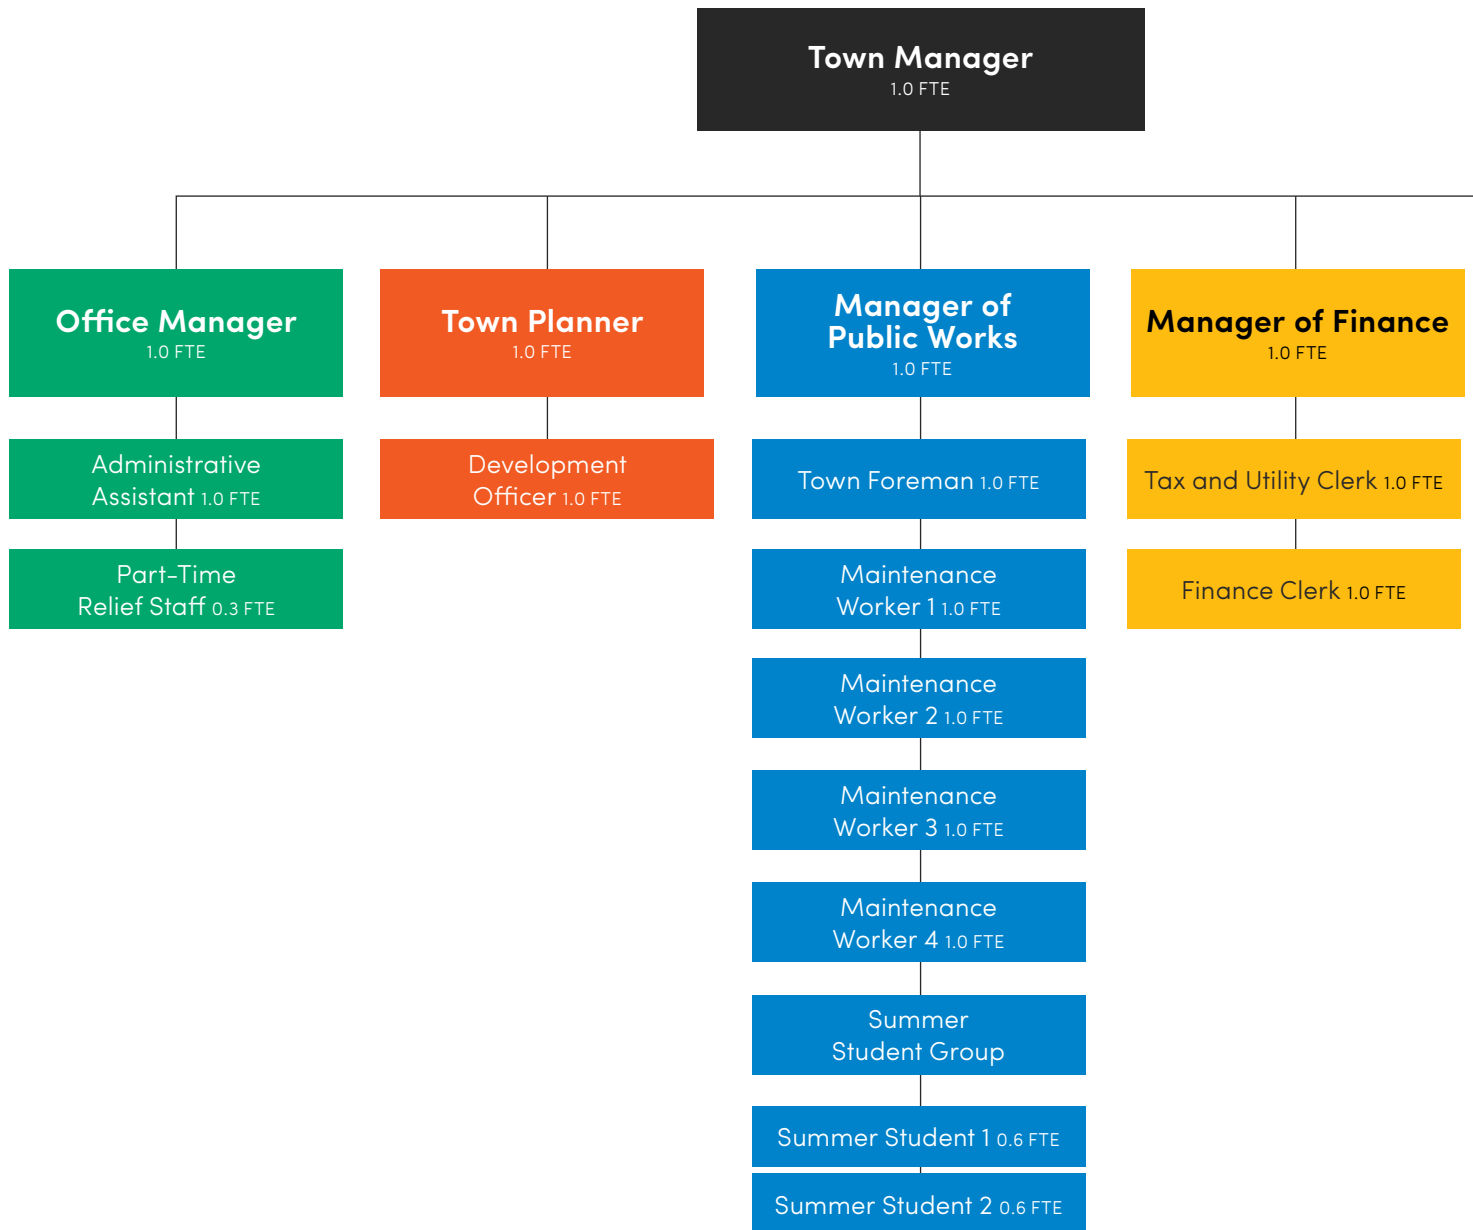 Town Manager
1.0 FTE
Office Manager
1.0 FTE
Administrative
Assistant 1.0 FTE
Part-Time
Relief Staff 0.3 FTE
Town Planner
1.0 FTE
Development
Officer 1.0 FTE
Manager of
Public Works
1.0 FTE
Town Foreman 1.0 FTE
Maintenance
Worker 1 1.0 FTE
Maintenance
Worker 2 1.0 FTE
Maintenance
Worker 3 1.0 FTE
Maintenance
Worker 4 1.0 FTE
Summer
Student Group
Summer Student 1 0.6 FTE
Summer Student 2 0.6 FTE
Manager of Finance
1.0 FTE
Tax and Utility Clerk 1.0 FTE
Finance Clerk 1.0 FTE